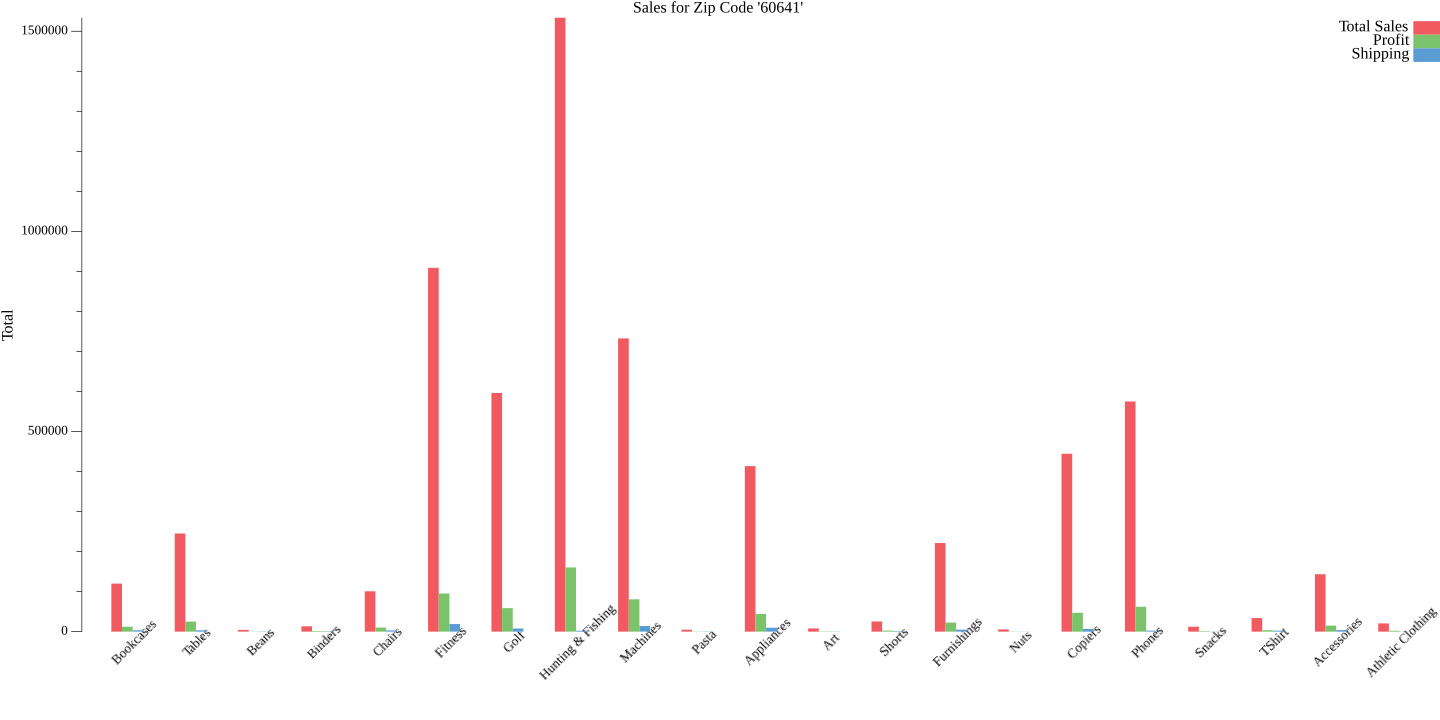 Sales for Zip Code '60641'
Total Sales
Profit
Shipping
1500000
1000000
500000
0
Total
Bookcases
Tables
Beans
Binders
Chairs
Fitness
Golf
Hunting & Fishing
Machines
Pasta
Appliances
Art
Shorts
Furnishings
Nuts
Copiers
Phones
Snacks
TShirt
Accessories
Athletic Clothing